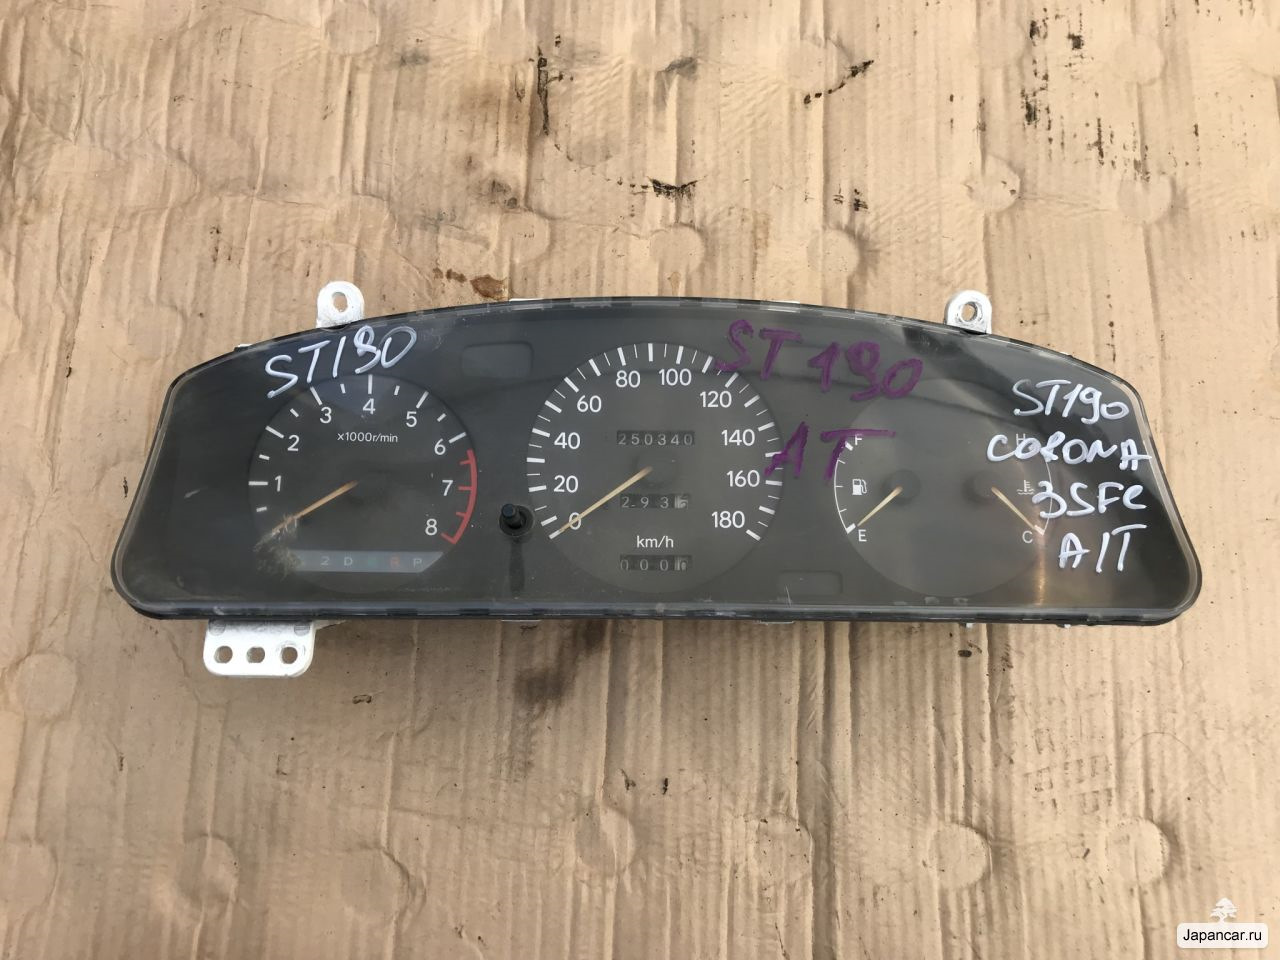 ST190
ST190
AT
ST190
CORONA
3SFE
A/T
x1000r/min
1
2
3
4
5
6
7
8
2 D R P
0
20
40
60
80
100
120
140
160
180
250340
km/h
F
E
H
C
Japancar.ru